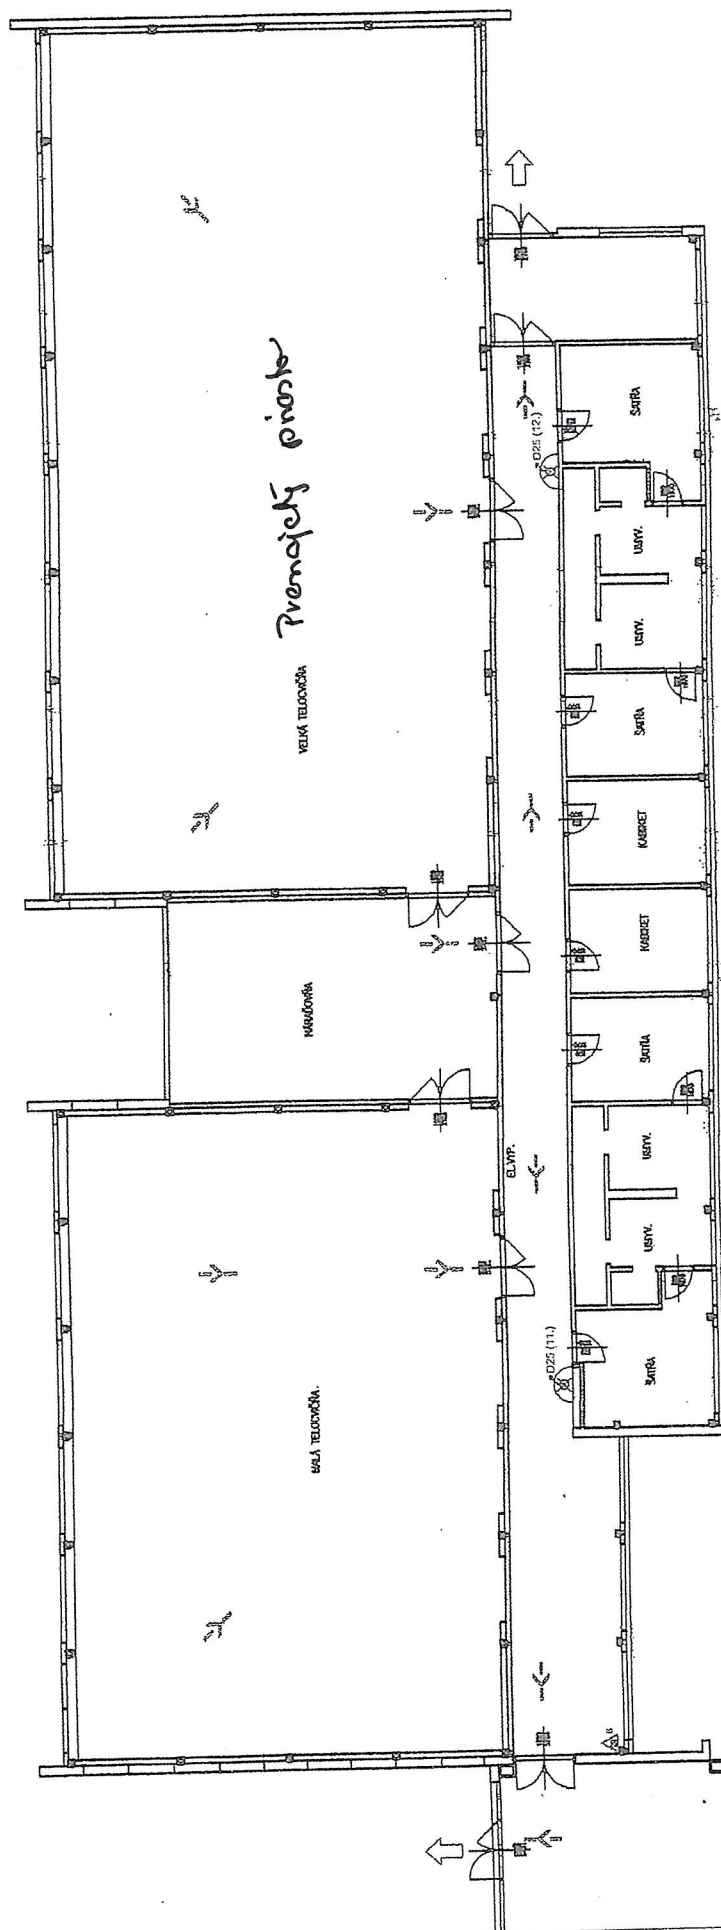 Prenajatý priestor
VEĽKÁ TELOCVIČŇA
NÁRAĎOVŇA
MALÁ TELOCVIČŇA.
EL.VYP.
D25 (12.)
D25 (11.)
ŠATŇA
UMYV.
UMYV.
ŠATŇA
KABINET
KABINET
ŠATŇA
UMYV.
UMYV.
ŠATŇA
6